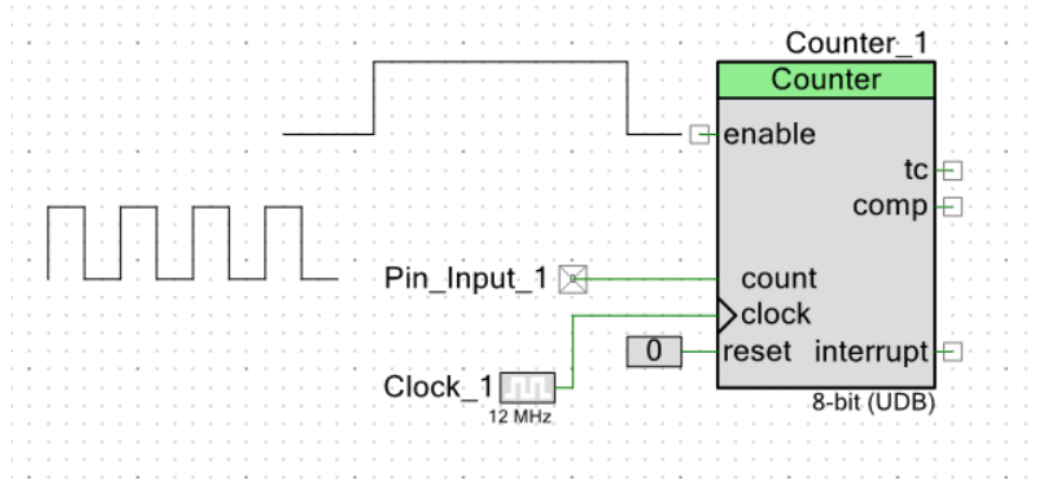 Counter_1
Counter
enable
tc
comp
Pin_Input_1
count
clock
0
reset interrupt
Clock_1
12 MHz
8-bit (UDB)